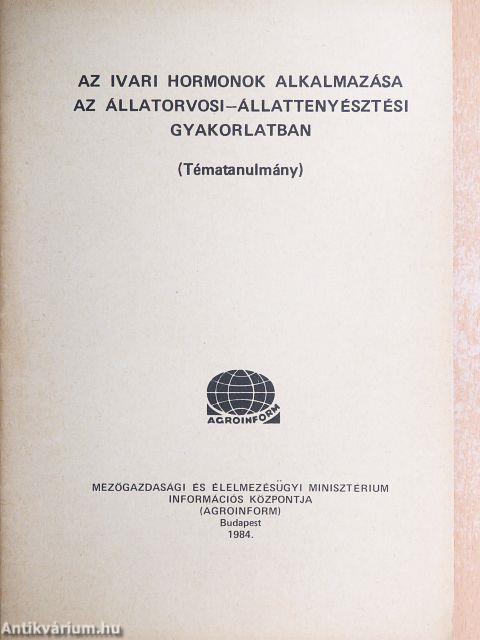 AZ IVARI HORMONOK ALKALMAZÁSA
AZ ÁLLATORVOSI–ÁLLATTENYÉSZTÉSI
GYAKORLATBAN
(Tématanulmány)
AGROINFORM
MEZŐGAZDASÁGI ÉS ÉLELMEZÉSÜGYI MINISZTÉRIUM
INFORMÁCIÓS KÖZPONTJA
(AGROINFORM)
Budapest
1984.
Antikvárium.hu